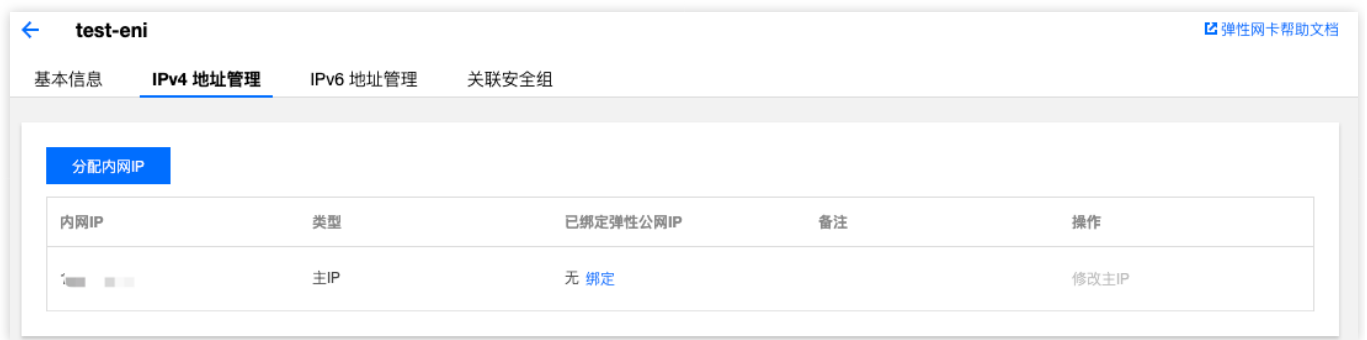 test-eni
弹性网卡帮助文档
基本信息 IPv4 地址管理 IPv6 地址管理 关联安全组
分配内网IP
内网IP 类型 已绑定弹性公网IP 备注 操作
主IP 无 绑定 修改主IP